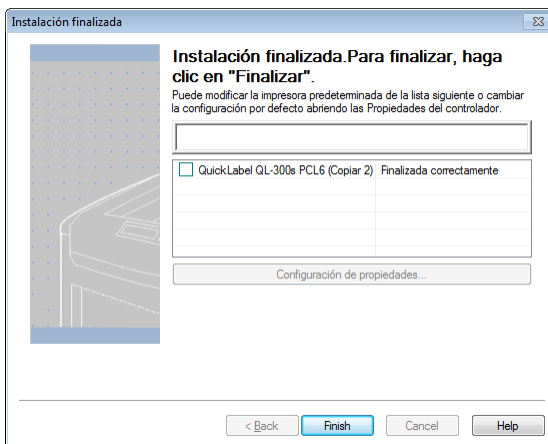 Instalación finalizada
Instalación finalizada.Para finalizar, haga
clic en "Finalizar".
Puede modificar la impresora predeterminada de la lista siguiente o cambiar
la configuración por defecto abriendo las Propiedades del controlador.
QuickLabel QL-300s PCL6 (Copiar 2) Finalizada correctamente
Configuración de propiedades...
< Back Finish Cancel Help